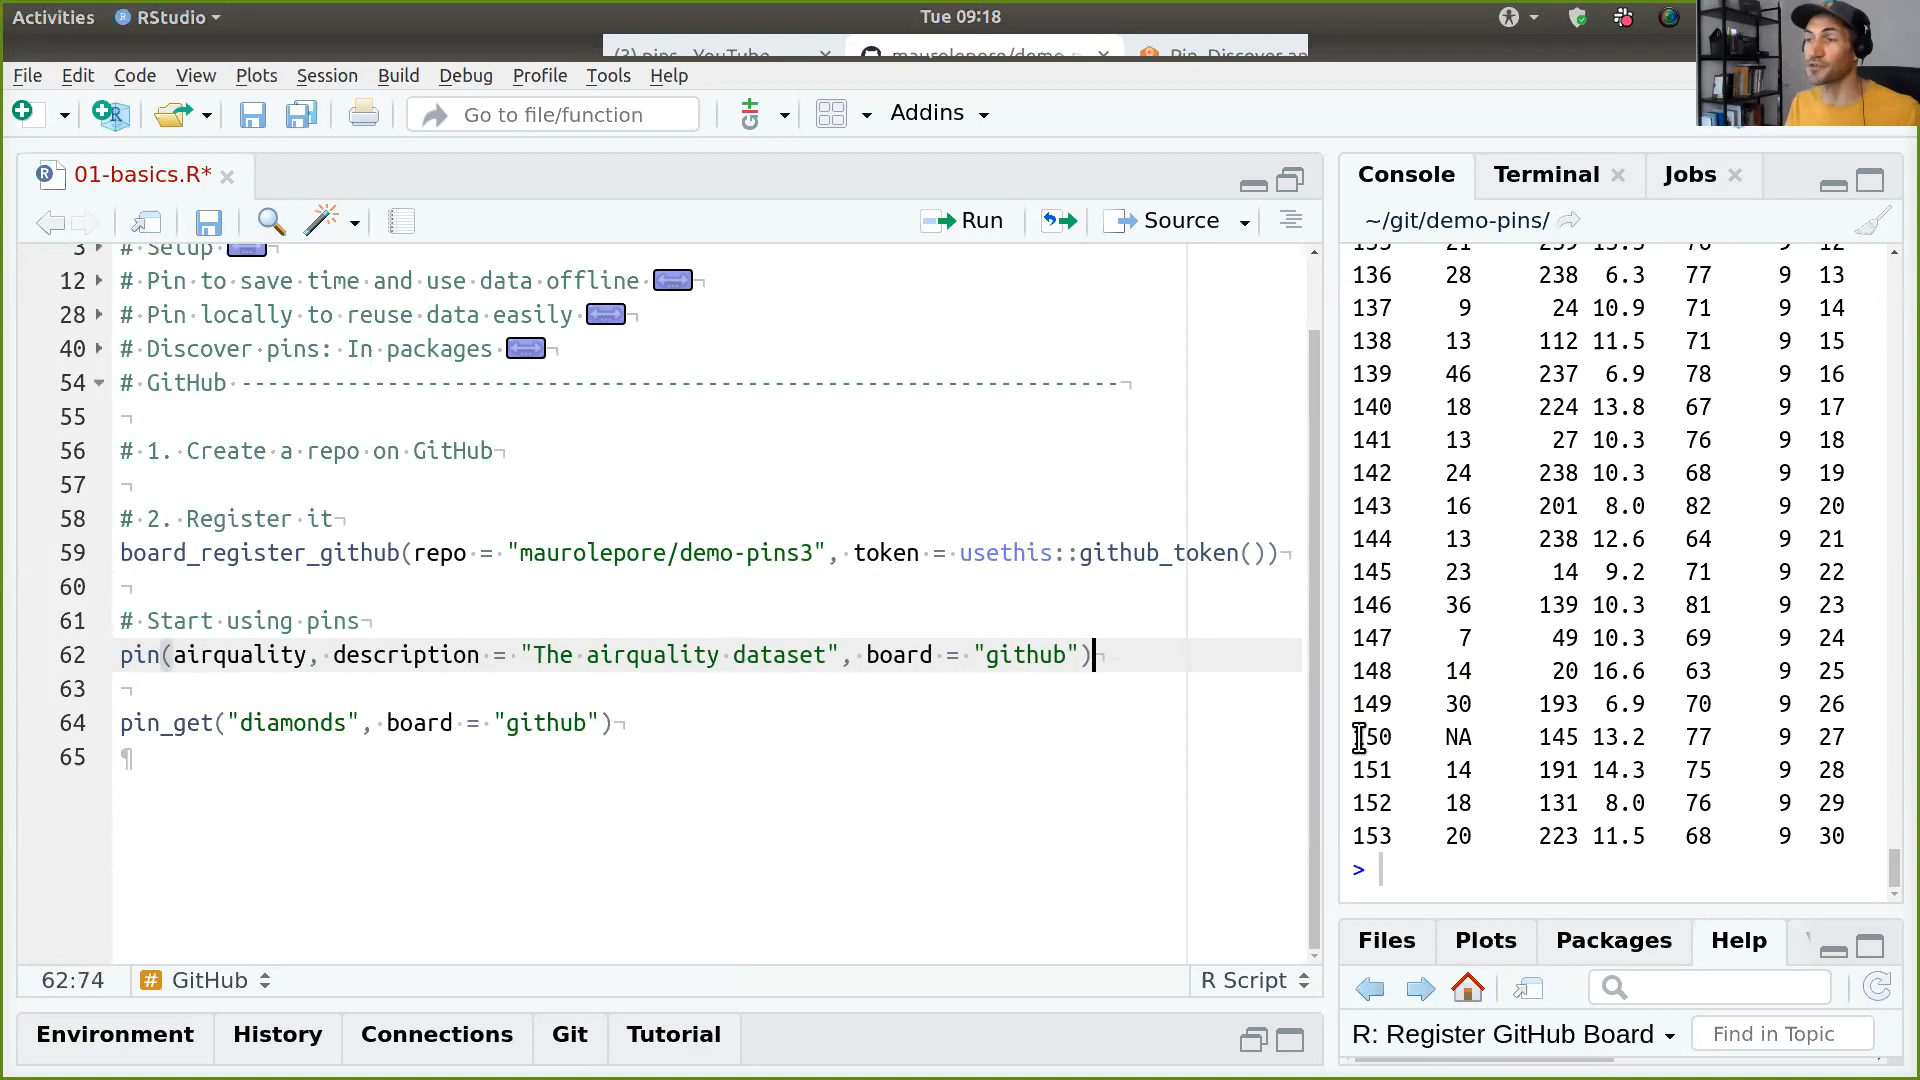 Activities RStudio Tue 09:18
(3) pins - YouTube maurolepore/demo-p Pin, Discover an
File Edit Code View Plots Session Build Debug Profile Tools Help
Go to file/function Addins
01-basics.R*
Run Source
3 # Setup
12 # Pin to save time and use data offline
28 # Pin locally to reuse data easily
40 # Discover pins: In packages
54 # GitHub ------------------------------------------------------------------
55
56 # 1. Create a repo on GitHub
57
58 # 2. Register it
59 board_register_github(repo = "maurolepore/demo-pins3", token = usethis::github_token())
60
61 # Start using pins
62 pin(airquality, description = "The airquality dataset", board = "github")
63
64 pin_get("diamonds", board = "github")
65
62:74 # GitHub R Script
Environment History Connections Git Tutorial
Console Terminal Jobs
~/git/demo-pins/
136 28 238 6.3 77 9 13
137 9 24 10.9 71 9 14
138 13 112 11.5 71 9 15
139 46 237 6.9 78 9 16
140 18 224 13.8 67 9 17
141 13 27 10.3 76 9 18
142 24 238 10.3 68 9 19
143 16 201 8.0 82 9 20
144 13 238 12.6 64 9 21
145 23 14 9.2 71 9 22
146 36 139 10.3 81 9 23
147 7 49 10.3 69 9 24
148 14 20 16.6 63 9 25
149 30 193 6.9 70 9 26
150 NA 145 13.2 77 9 27
151 14 191 14.3 75 9 28
152 18 131 8.0 76 9 29
153 20 223 11.5 68 9 30
>
Files Plots Packages Help
R: Register GitHub Board Find in Topic